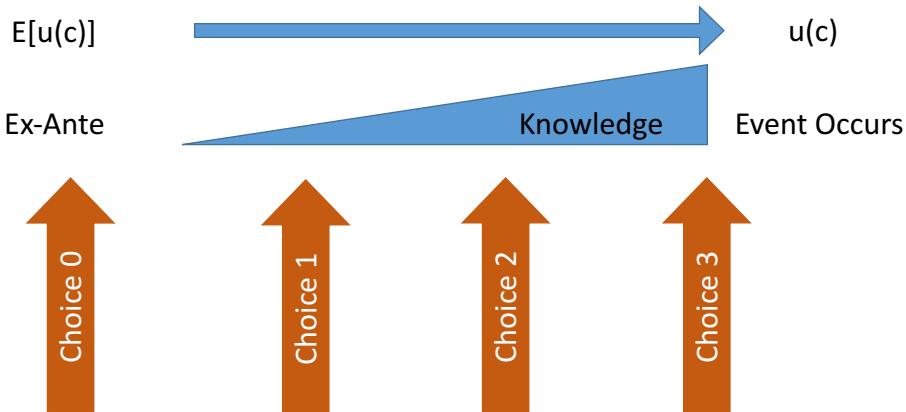 E[u(c)]
u(c)
Ex-Ante
Knowledge
Event Occurs
Choice 0
Choice 1
Choice 2
Choice 3